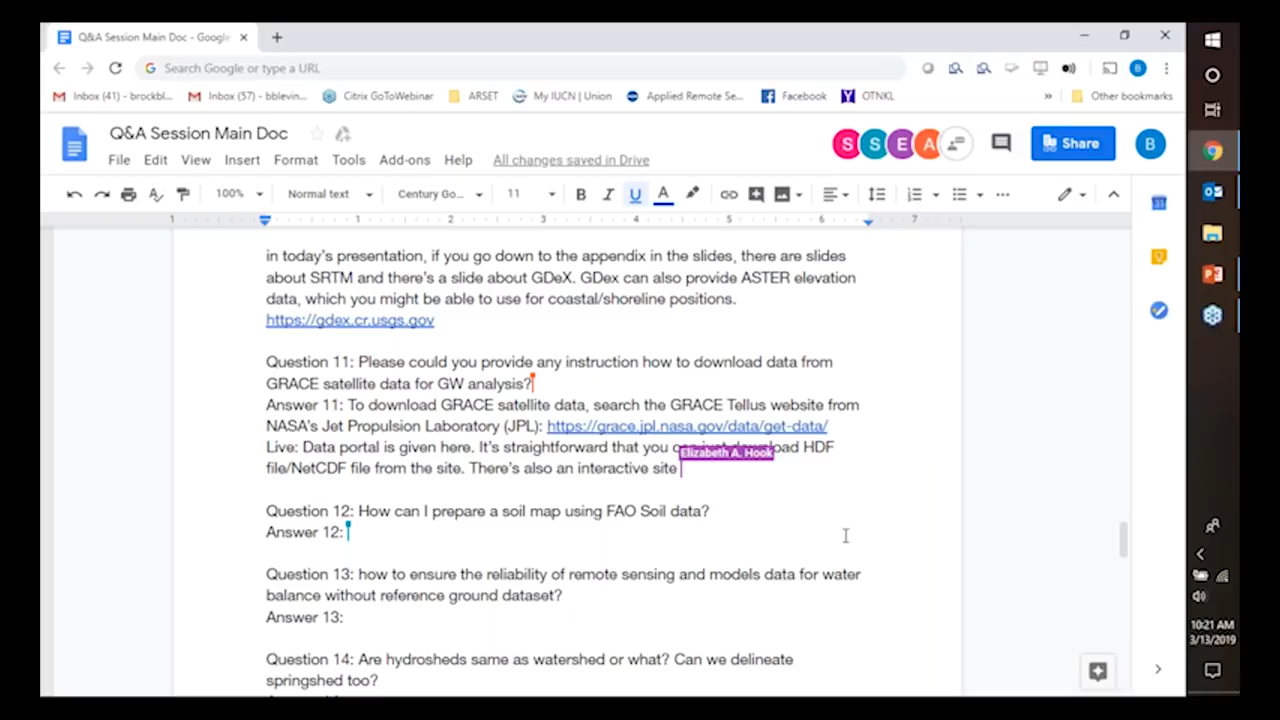 Q&A Session Main Doc - Google
Search Google or type a URL
Inbox (41) - brockbl...
Inbox (57) - bblevin...
Citrix GoToWebinar
ARSET
My IUCN | Union
Applied Remote Se...
Facebook
OTNKL
»
Other bookmarks
B
Q&A Session Main Doc
File Edit View Insert Format Tools Add-ons Help All changes saved in Drive
S S E A
Share
B
100% Normal text Century Go... 11 B I U A
1 1 2 3 4 5 6 7
in today's presentation, if you go down to the appendix in the slides, there are slides
about SRTM and there's a slide about GDeX. GDex can also provide ASTER elevation
data, which you might be able to use for coastal/shoreline positions.
https://gdex.cr.usgs.gov
Question 11: Please could you provide any instruction how to download data from
GRACE satellite data for GW analysis?
Answer 11: To download GRACE satellite data, search the GRACE Tellus website from
NASA's Jet Propulsion Laboratory (JPL): https://grace.jpl.nasa.gov/data/get-data/
Live: Data portal is given here. It's straightforward that you can just download HDF
Elizabeth A. Hook
file/NetCDF file from the site. There's also an interactive site
Question 12: How can I prepare a soil map using FAO Soil data?
Answer 12:
Question 13: how to ensure the reliability of remote sensing and models data for water
balance without reference ground dataset?
Answer 13:
Question 14: Are hydrosheds same as watershed or what? Can we delineate
springshed too?
10:21 AM
3/13/2019